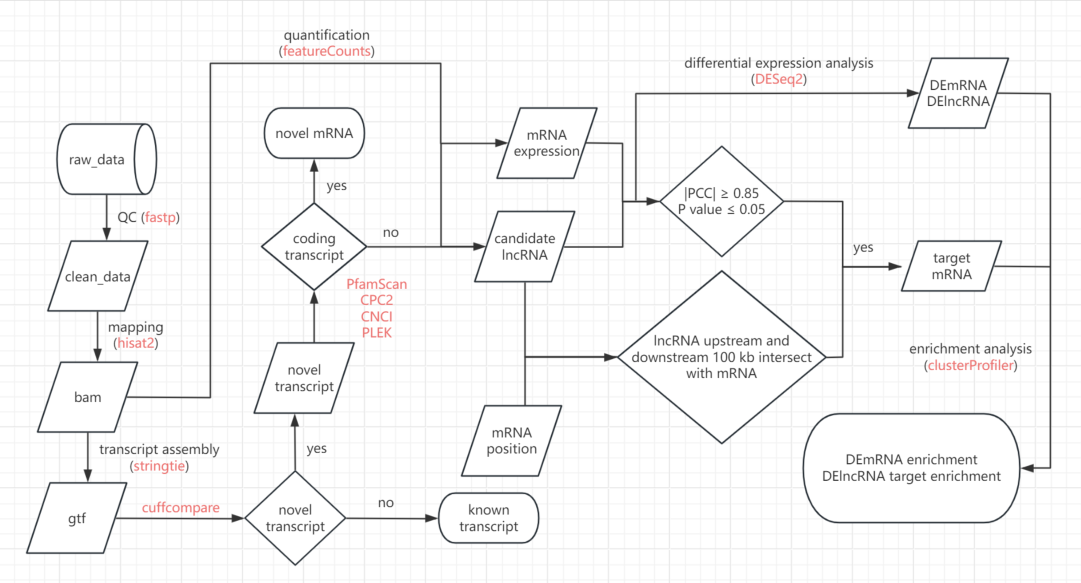 quantification
(featureCounts)
differential expression analysis
(DESeq2)
DEmRNA
DElncRNA
raw_data
novel mRNA
mRNA
expression
yes
|PCC| ≥ 0.85
P value ≤ 0.05
QC (fastp)
coding
transcript
no
candidate
lncRNA
yes
target
mRNA
clean_data
PfamScan
CPC2
CNCI
PLEK
mapping
(hisat2)
lncRNA upstream and
downstream 100 kb intersect
with mRNA
enrichment analysis
(clusterProfiler)
novel
transcript
bam
mRNA
position
transcript assembly
(stringtie)
yes
DEmRNA enrichment
DElncRNA target enrichment
gtf
cuffcompare
novel
transcript
no
known
transcript